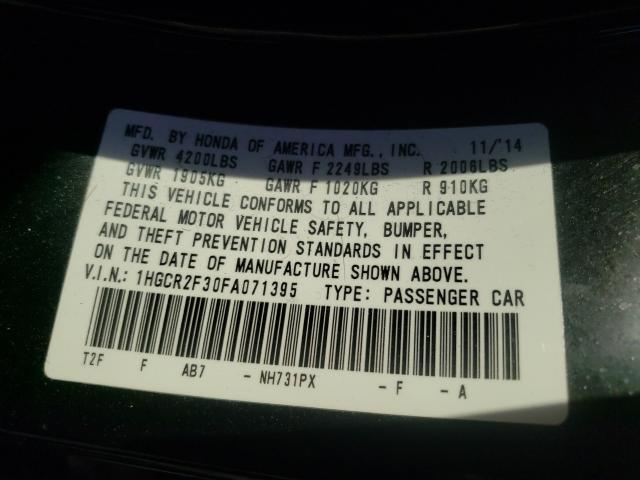 MFD. BY HONDA OF AMERICA MFG., INC. 11/'14
GVWR 4200LBS GAWR F 2249LBS R 2006LBS
GVWR 1905KG GAWR F 1020KG R 910KG
THIS VEHICLE CONFORMS TO ALL APPLICABLE
FEDERAL MOTOR VEHICLE SAFETY, BUMPER,
AND THEFT PREVENTION STANDARDS IN EFFECT
ON THE DATE OF MANUFACTURE SHOWN ABOVE.
V.I.N.: 1HGCR2F30FA071395 TYPE: PASSENGER CAR
T2F F AB7 - NH731PX - F - A